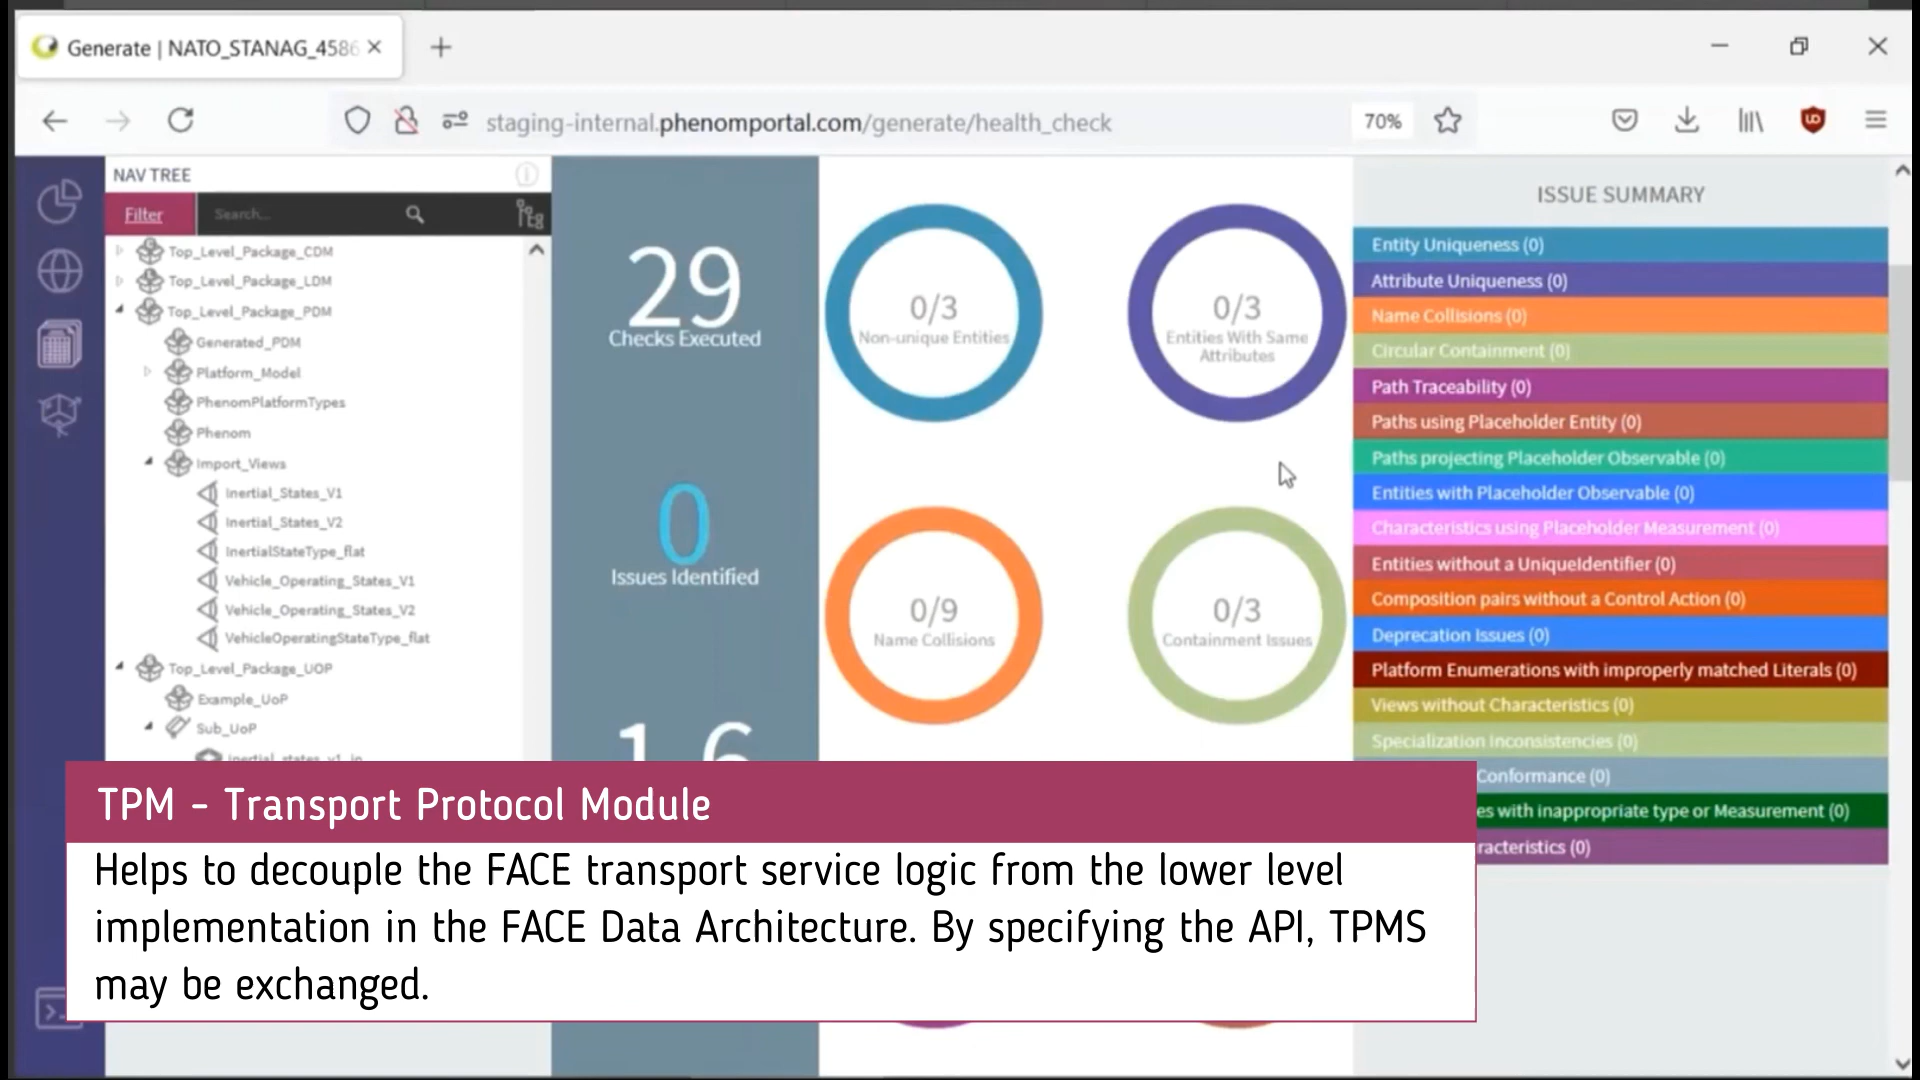 Generate | NATO_STANAG_4586
staging-internal.phenomportal.com/generate/health_check
70%
NAV TREE
Filter
Search...
Top_Level_Package_CDM
Top_Level_Package_LDM
Top_Level_Package_PDM
Generated_PDM
Platform_Model
PhenomPlatformTypes
Phenom
Import_Views
Inertial_States_V1
Inertial_States_V2
InertialStateType_flat
Vehicle_Operating_States_V1
Vehicle_Operating_States_V2
VehicleOperatingStateType_flat
Top_Level_Package_UOP
Example_UoP
Sub_UoP
inertial_states_v1_in
29
Checks Executed
0
Issues Identified
16
0/3
Non-unique Entities
0/3
Entities With Same
Attributes
0/9
Name Collisions
0/3
Containment Issues
ISSUE SUMMARY
Entity Uniqueness (0)
Attribute Uniqueness (0)
Name Collisions (0)
Circular Containment (0)
Path Traceability (0)
Paths using Placeholder Entity (0)
Paths projecting Placeholder Observable (0)
Entities with Placeholder Observable (0)
Characteristics using Placeholder Measurement (0)
Entities without a UniqueIdentifier (0)
Composition pairs without a Control Action (0)
Deprecation Issues (0)
Platform Enumerations with improperly matched Literals (0)
Views without Characteristics (0)
Specialization Inconsistencies (0)
Conformance (0)
es with inappropriate type or Measurement (0)
racteristics (0)
TPM - Transport Protocol Module
Helps to decouple the FACE transport service logic from the lower level
implementation in the FACE Data Architecture. By specifying the API, TPMS
may be exchanged.